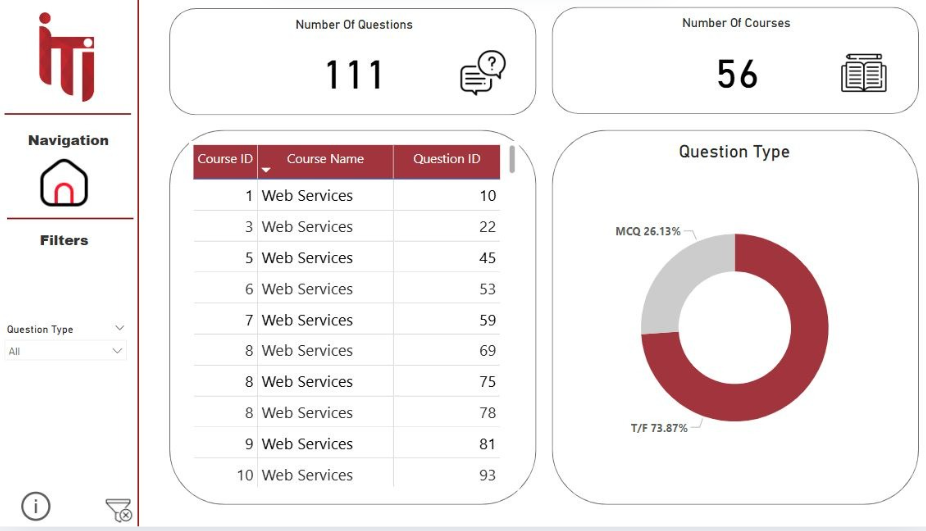 iTi
Navigation
Filters
Question Type
All
Number Of Questions
111
?
Number Of Courses
56
Course ID Course Name Question ID
1 Web Services 10
3 Web Services 22
5 Web Services 45
6 Web Services 53
7 Web Services 59
8 Web Services 69
8 Web Services 75
8 Web Services 78
9 Web Services 81
10 Web Services 93
Question Type
MCQ 26.13%
T/F 73.87%
i